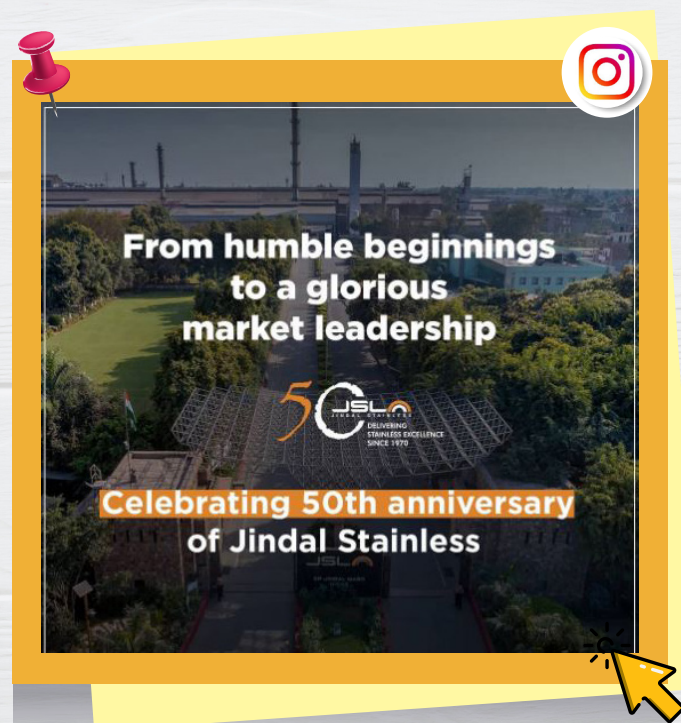 From humble beginnings
to a glorious
market leadership
50
JSL
JINDAL STAINLESS
DELIVERING
STAINLESS EXCELLENCE
SINCE 1970
Celebrating 50th anniversary
of Jindal Stainless
JSL